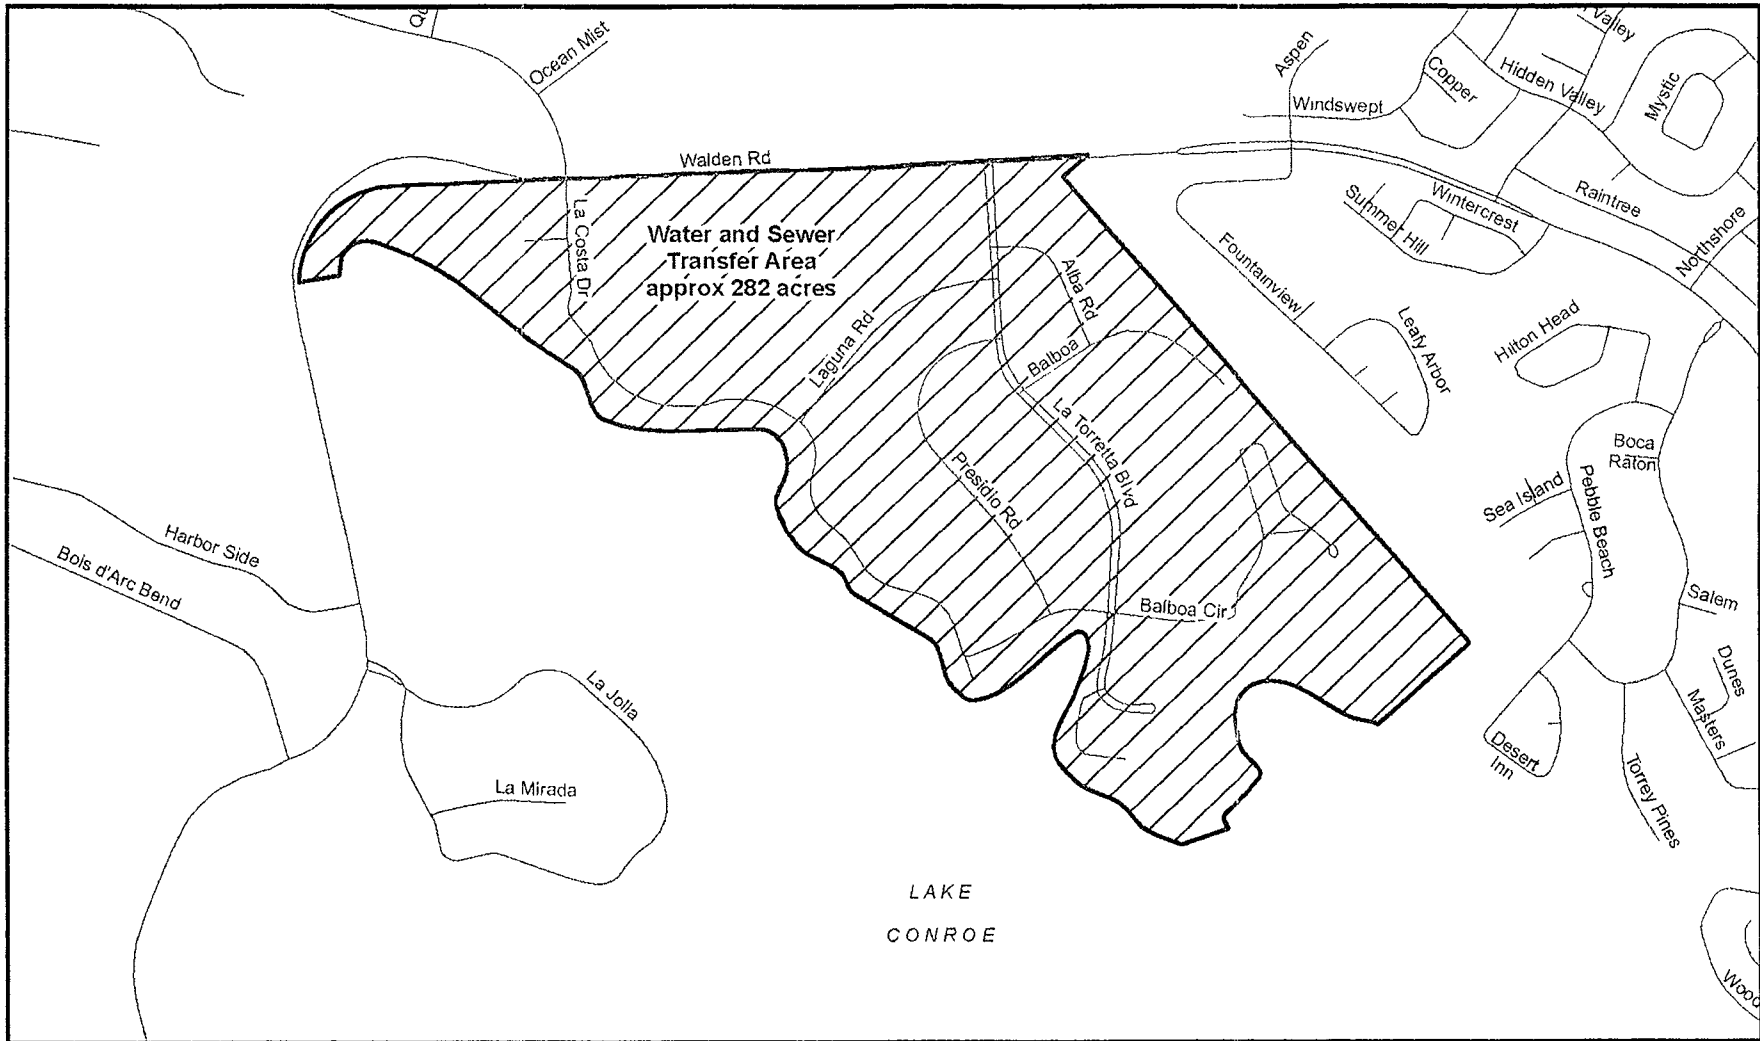 Qu
Ocean Mist
Aspen
Valley
Copper
Hidden Valley
Mystic
Windswept
Walden Rd
Raintree
Wintercrest
Summer Hill
Northshore
La Costa Dr
Water and Sewer
Transfer Area
approx 282 acres
Fountainview
Alba Rd
Laguna Rd
Leafy Arbor
Hilton Head
Balboa
La Torretta Blvd
Boca
Raton
Presidio Rd
Sea Island
Pebble Beach
Harbor Side
Bois d'Arc Bend
Balboa Cir
Salem
Dunes
La Jolla
Masters
Desert
Inn
Torrey Pines
La Mirada
LAKE
CONROE
Wood